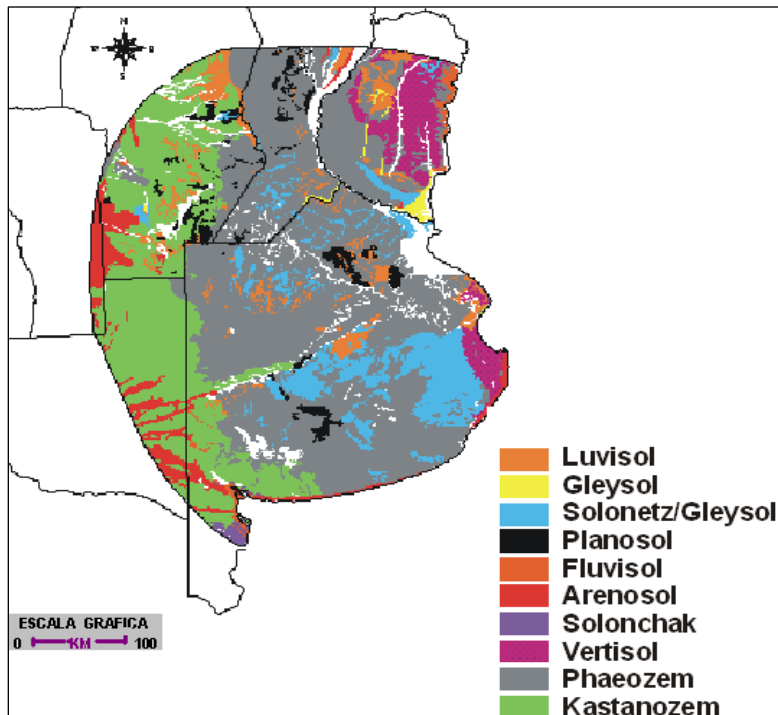 N
S
Luvisol
Gleysol
Solonetz/Gleysol
Planosol
Fluvisol
Arenosol
Solonchak
Vertisol
Phaeozem
Kastanozem
ESCALA GRAFICA
0 KM 100